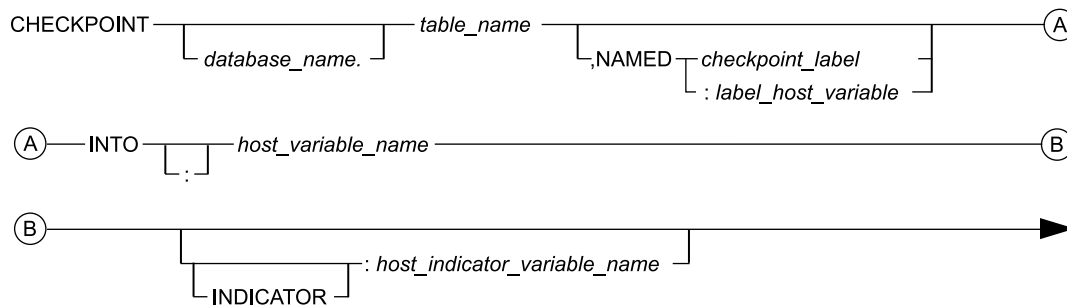 CHECKPOINT table_name A
database_name. ,NAMED checkpoint_label
: label_host_variable
A INTO host_variable_name B
:
B
: host_indicator_variable_name
INDICATOR